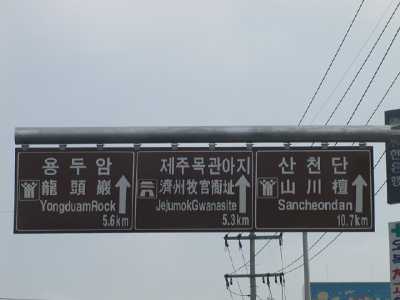 용두암
龍頭巖
YongduamRock
5.6km
제주목관아지
濟州牧官衙址
JejumokGwanasite
5.3km
산천단
山川壇
Sancheondan
10.7km